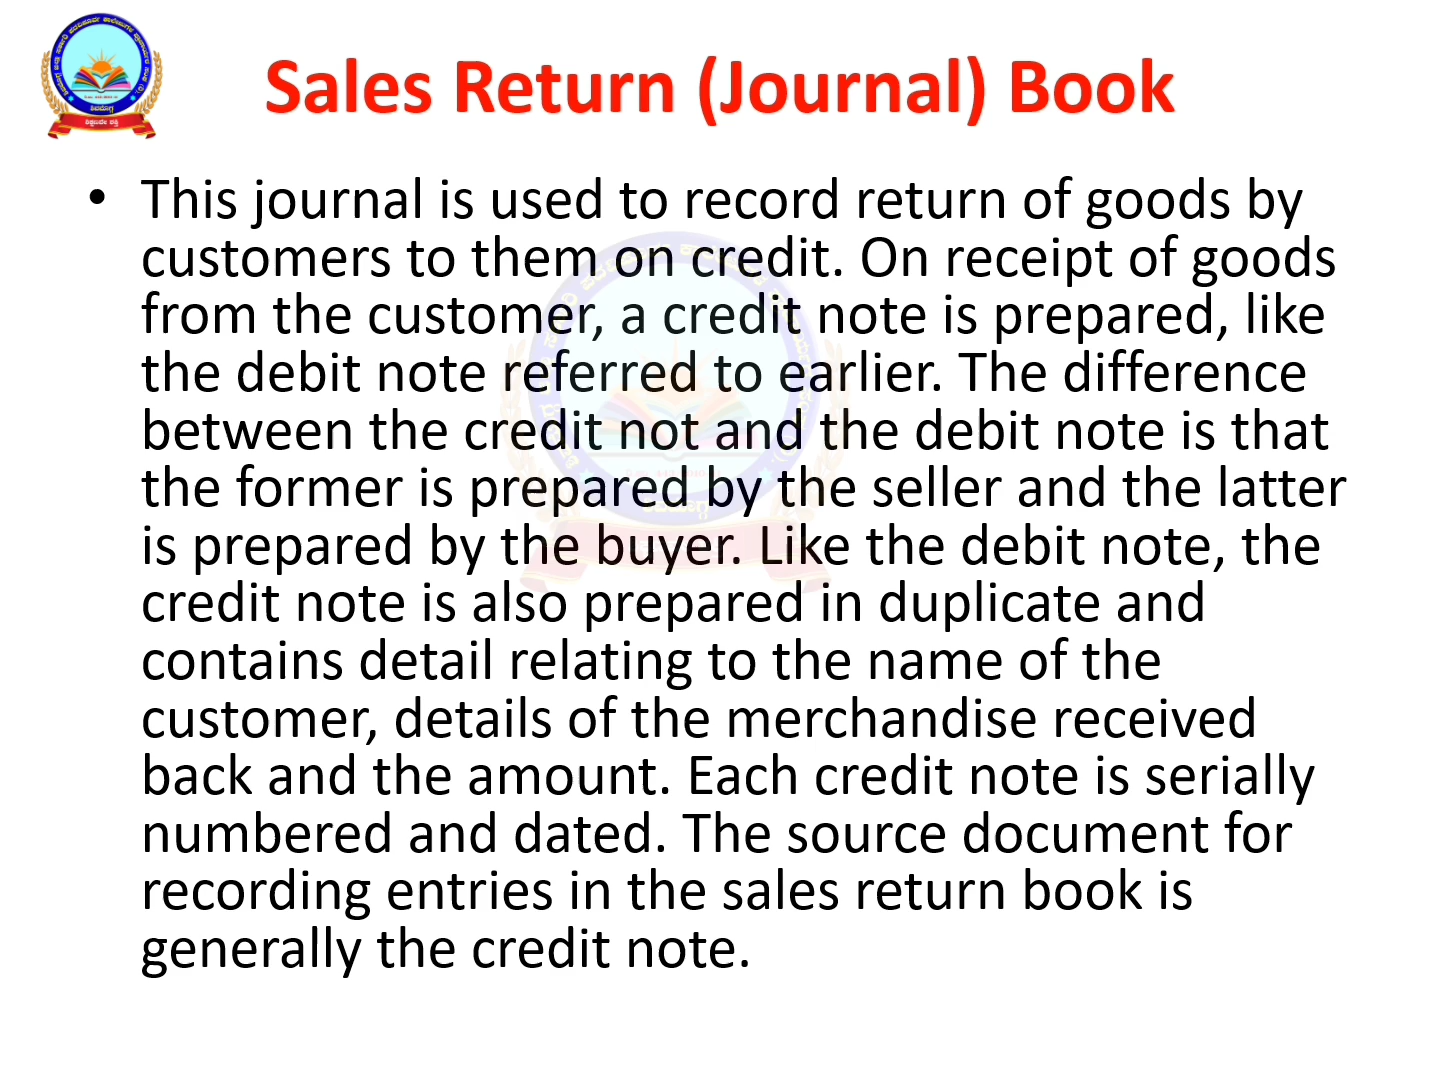 Sales Return (Journal) Book
• This journal is used to record return of goods by
customers to them on credit. On receipt of goods
from the customer, a credit note is prepared, like
the debit note referred to earlier. The difference
between the credit not and the debit note is that
the former is prepared by the seller and the latter
is prepared by the buyer. Like the debit note, the
credit note is also prepared in duplicate and
contains detail relating to the name of the
customer, details of the merchandise received
back and the amount. Each credit note is serially
numbered and dated. The source document for
recording entries in the sales return book is
generally the credit note.